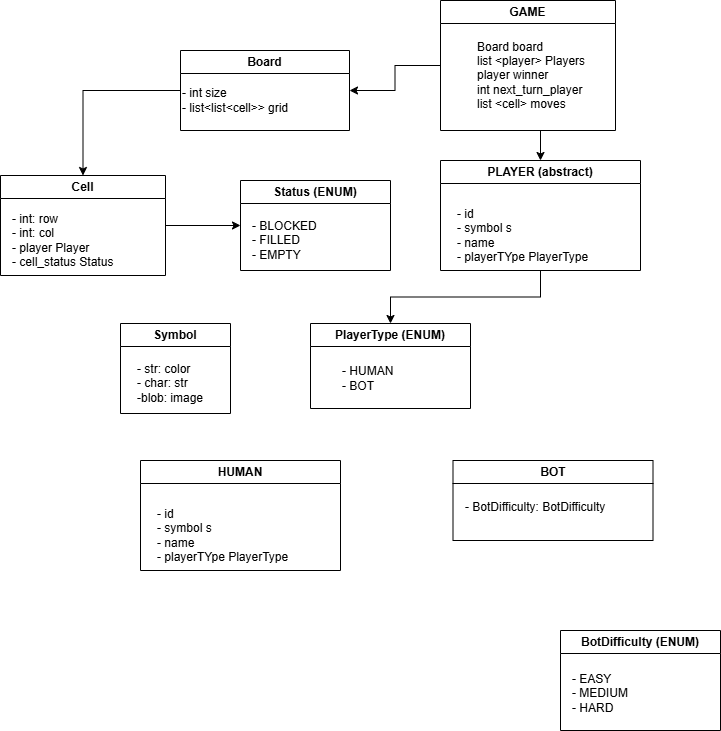 GAME
Board board
list <player> Players
player winner
int next_turn_player
list <cell> moves
Board
- int size
- list<list<cell>> grid
Cell
- int: row
- int: col
- player Player
- cell_status Status
Status (ENUM)
- BLOCKED
- FILLED
- EMPTY
PLAYER (abstract)
- id
- symbol s
- name
- playerTYpe PlayerType
Symbol
- str: color
- char: str
-blob: image
PlayerType (ENUM)
- HUMAN
- BOT
HUMAN
- id
- symbol s
- name
- playerTYpe PlayerType
BOT
- BotDifficulty: BotDifficulty
BotDifficulty (ENUM)
- EASY
- MEDIUM
- HARD